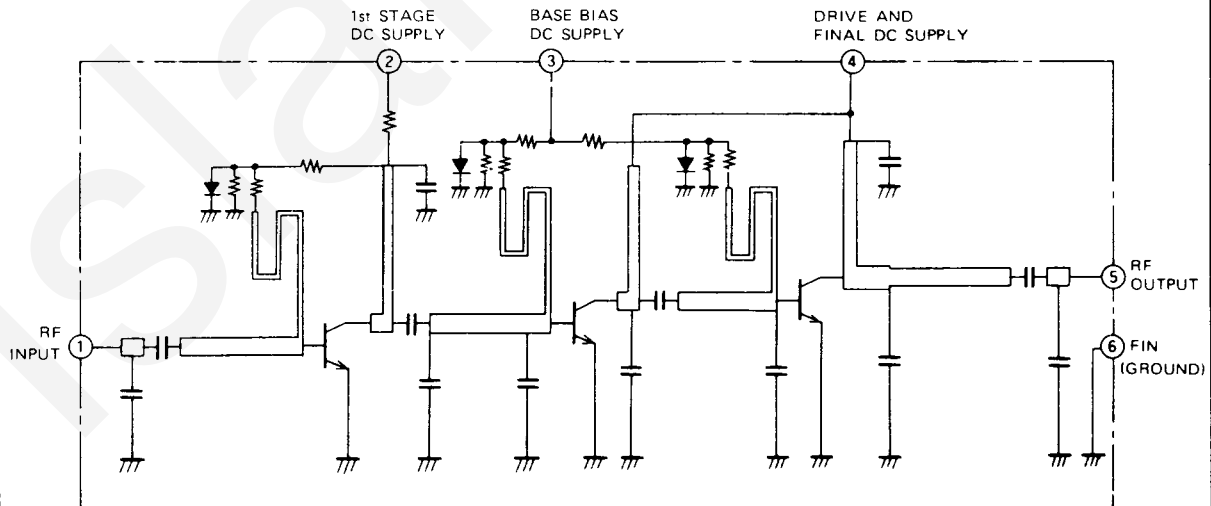 1st STAGE
DC SUPPLY
BASE BIAS
DC SUPPLY
DRIVE AND
FINAL DC SUPPLY
2
3
4
RF
INPUT
1
5
RF
OUTPUT
6
FIN
(GROUND)